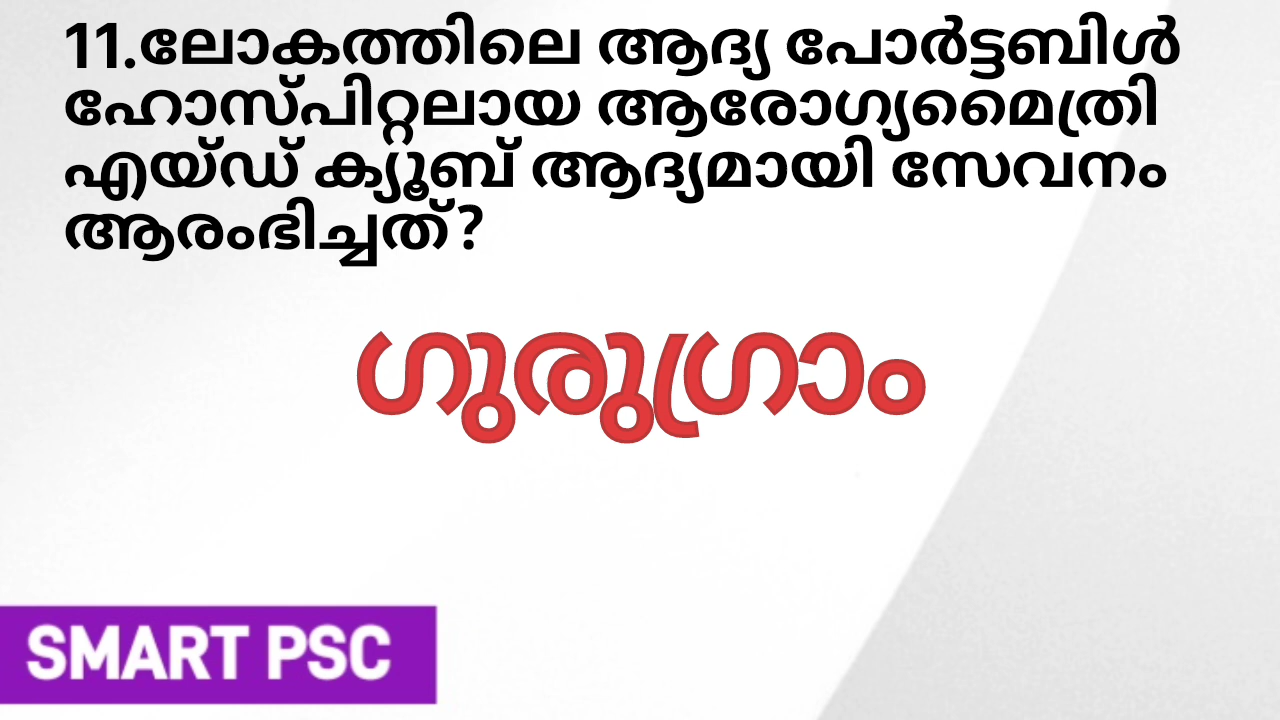 11.ലോകത്തിലെ ആദ്യ പോർട്ടബിൾ
ഹോസ്പിറ്റലായ ആരോഗ്യമൈത്രി
എയ്ഡ് ക്യൂബ് ആദ്യമായി സേവനം
ആരംഭിച്ചത്?
ഗുരുഗ്രാം
SMART PSC